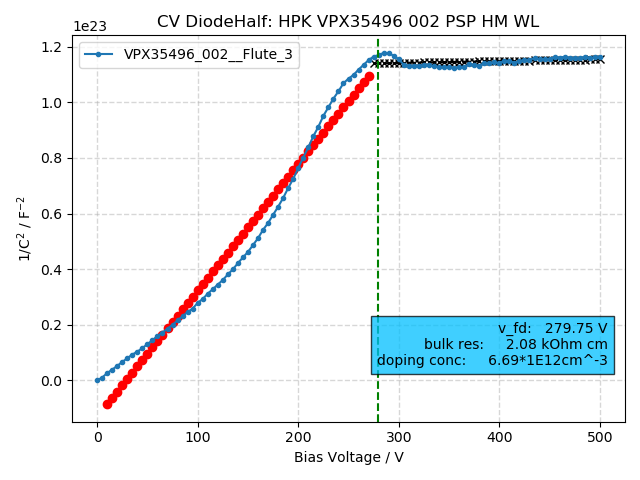 CV DiodeHalf: HPK VPX35496 002 PSP HM WL
1e23
VPX35496_002__Flute_3
1.2
1.0
0.8
0.6
0.4
0.2
0.0
1/C² / F⁻²
v_fd: 279.75 V
bulk res: 2.08 kOhm cm
doping conc: 6.69*1E12cm^-3
0 100 200 300 400 500
Bias Voltage / V